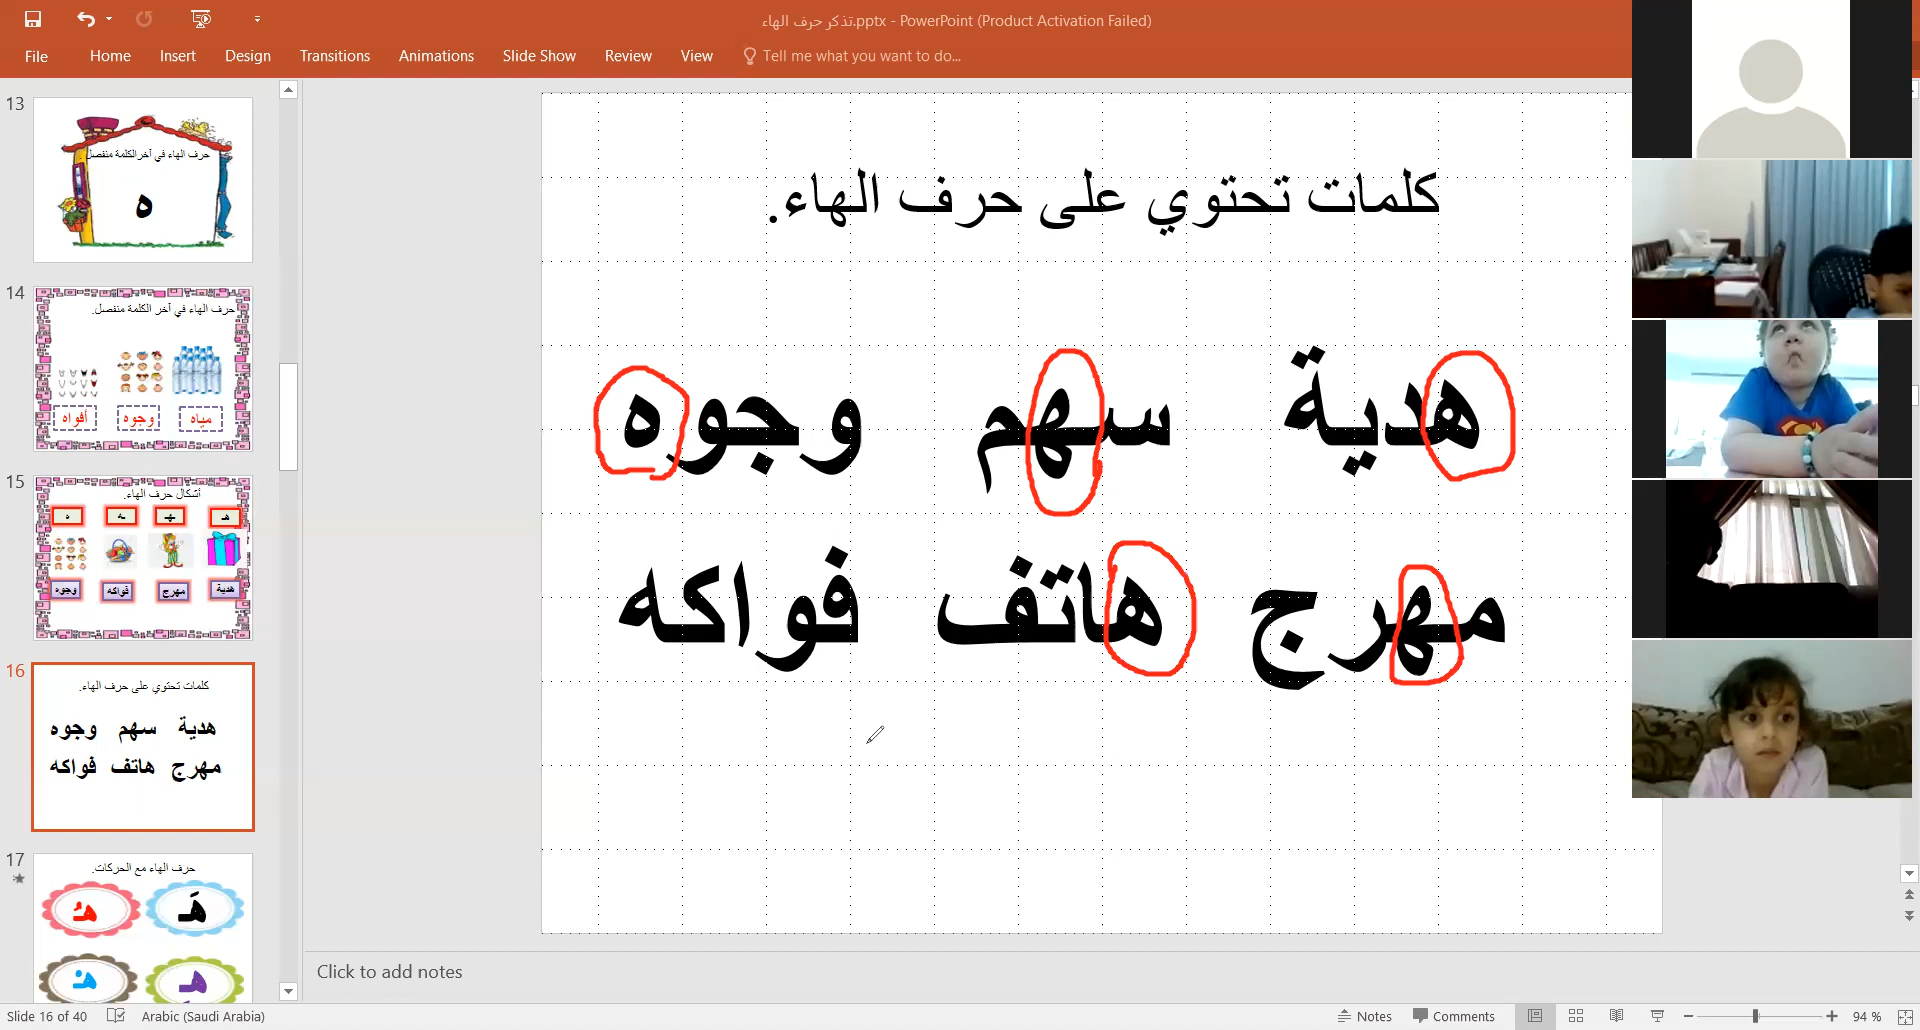 تذكر حرف الهاء.pptx - PowerPoint (Product Activation Failed)
File Home Insert Design Transitions Animations Slide Show Review View Tell me what you want to do...
13
حرف الهاء في آخر الكلمة منفصل
ه
14
حرف الهاء في آخر الكلمة منفصل.
مياه وجوه أفواه
15
أشكال حرف الهاء.
هـ ـهـ ـه ه
هدية مهرج فواكه وجوه
16
كلمات تحتوي على حرف الهاء.
هدية سهم وجوه
مهرج هاتف فواكه
17
حرف الهاء مع الحركات.
هَـ هُـ
هِـ هْـ
كلمات تحتوي على حرف الهاء.
هدية سهم وجوه
مهرج هاتف فواكه
Click to add notes
Slide 16 of 40 Arabic (Saudi Arabia) Notes Comments 94 %